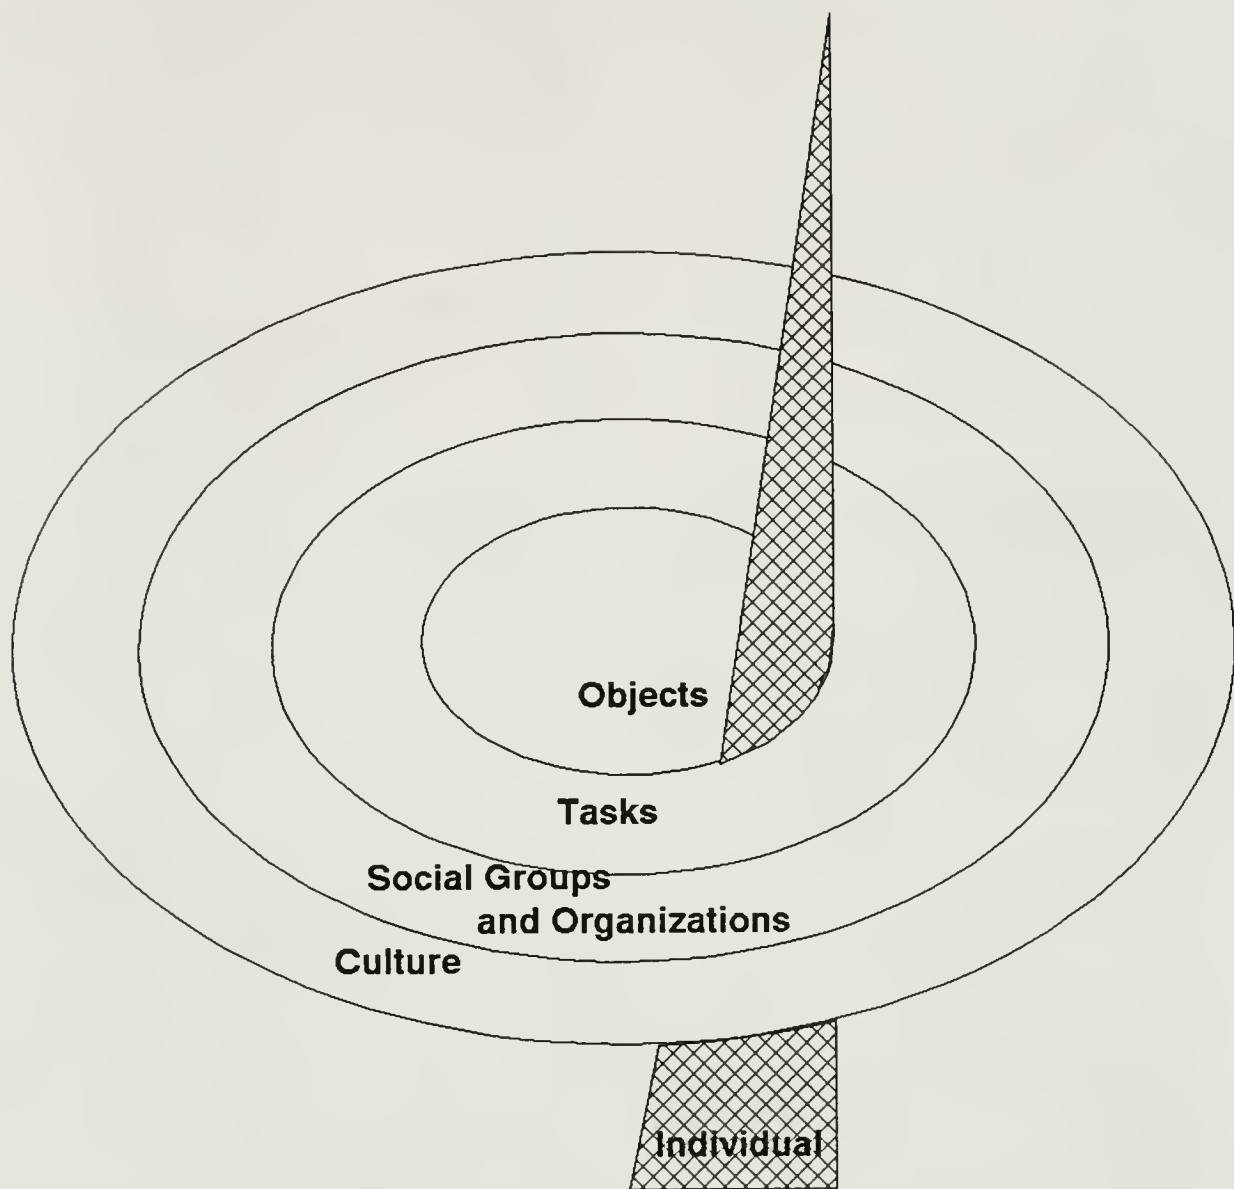 Objects
Tasks
Social Groups
and Organizations
Culture
Individual